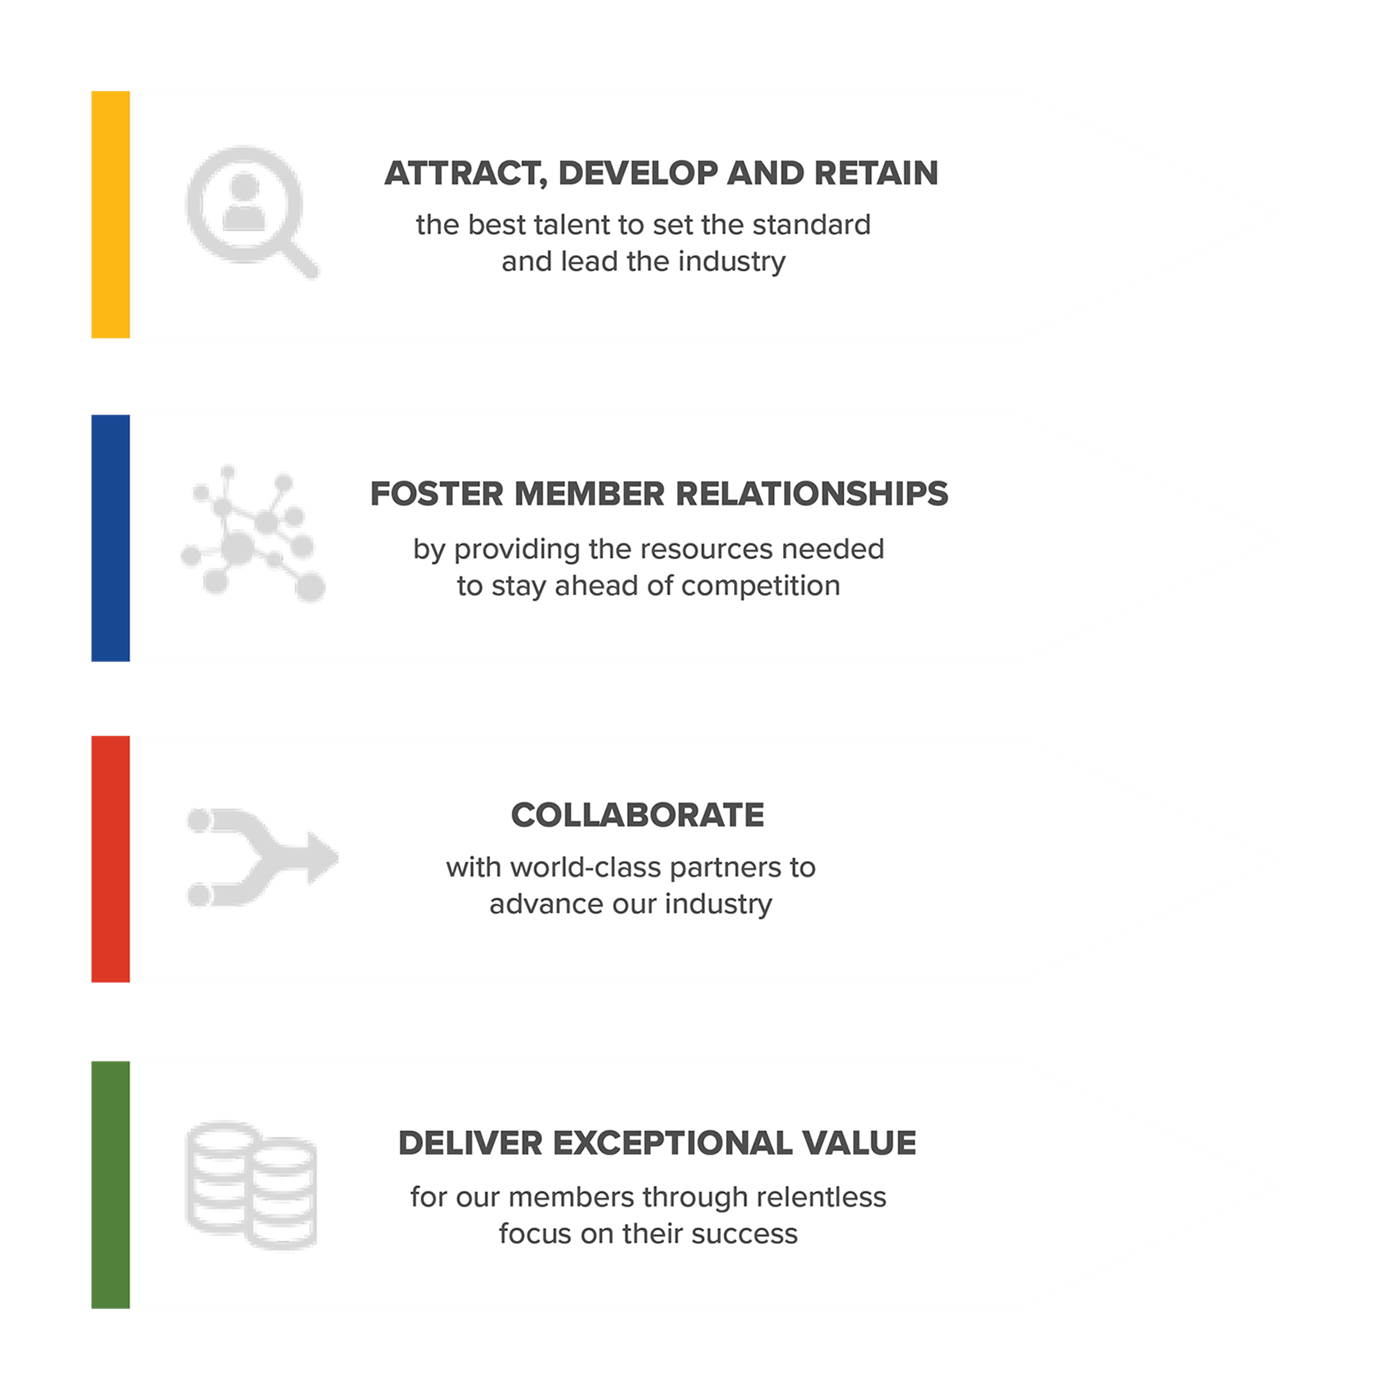 ATTRACT, DEVELOP AND RETAIN
the best talent to set the standard
and lead the industry
FOSTER MEMBER RELATIONSHIPS
by providing the resources needed
to stay ahead of competition
COLLABORATE
with world-class partners to
advance our industry
DELIVER EXCEPTIONAL VALUE
for our members through relentless
focus on their success